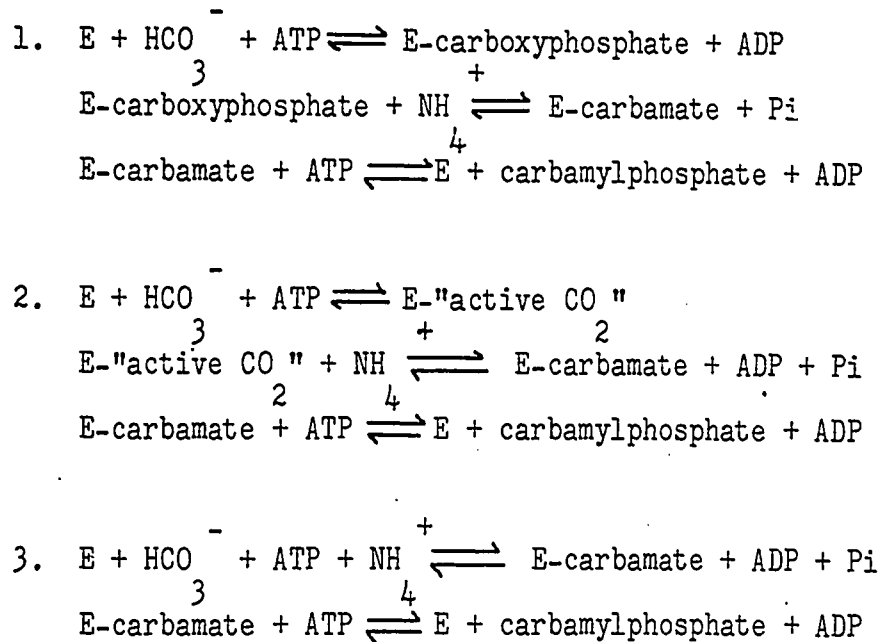 1. E + HCO₃⁻ + ATP ⇌ E-carboxyphosphate + ADP
E-carboxyphosphate + NH₄⁺ ⇌ E-carbamate + Pi
E-carbamate + ATP ⇌ E + carbamylphosphate + ADP
2. E + HCO₃⁻ + ATP ⇌ E-"active CO₂"
E-"active CO₂" + NH₄⁺ ⇌ E-carbamate + ADP + Pi
E-carbamate + ATP ⇌ E + carbamylphosphate + ADP
3. E + HCO₃⁻ + ATP + NH₄⁺ ⇌ E-carbamate + ADP + Pi
E-carbamate + ATP ⇌ E + carbamylphosphate + ADP